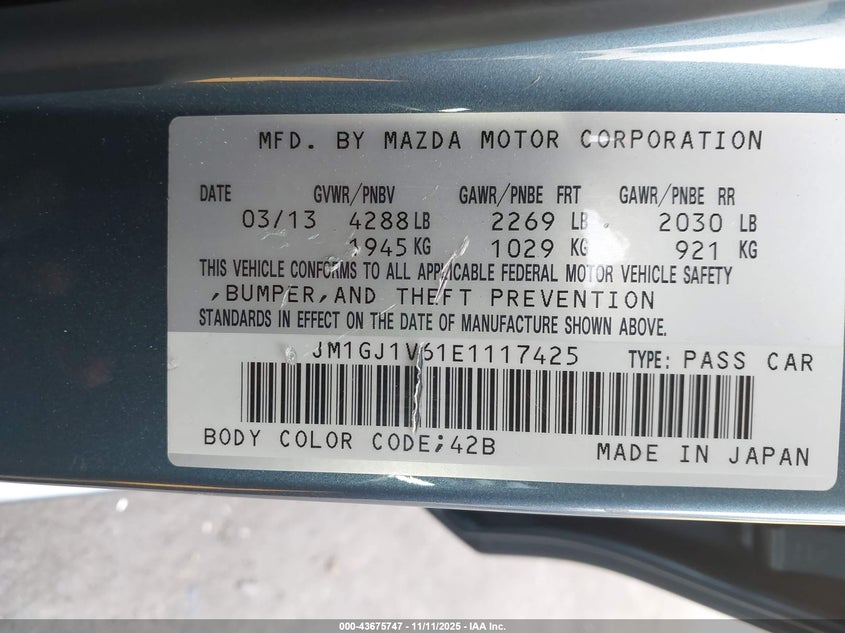 MFD. BY MAZDA MOTOR CORPORATION
DATE GVWR/PNBV GAWR/PNBE FRT GAWR/PNBE RR
03/13 4288 LB 2269 LB 2030 LB
1945 KG 1029 KG 921 KG
THIS VEHICLE CONFORMS TO ALL APPLICABLE FEDERAL MOTOR VEHICLE SAFETY
,BUMPER,AND THEFT PREVENTION
STANDARDS IN EFFECT ON THE DATE OF MANUFACTURE SHOWN ABOVE.
JM1GJ1V61E1117425 TYPE: PASS CAR
BODY COLOR CODE;42B MADE IN JAPAN
000-43675747 - 11/11/2025 - IAA Inc.